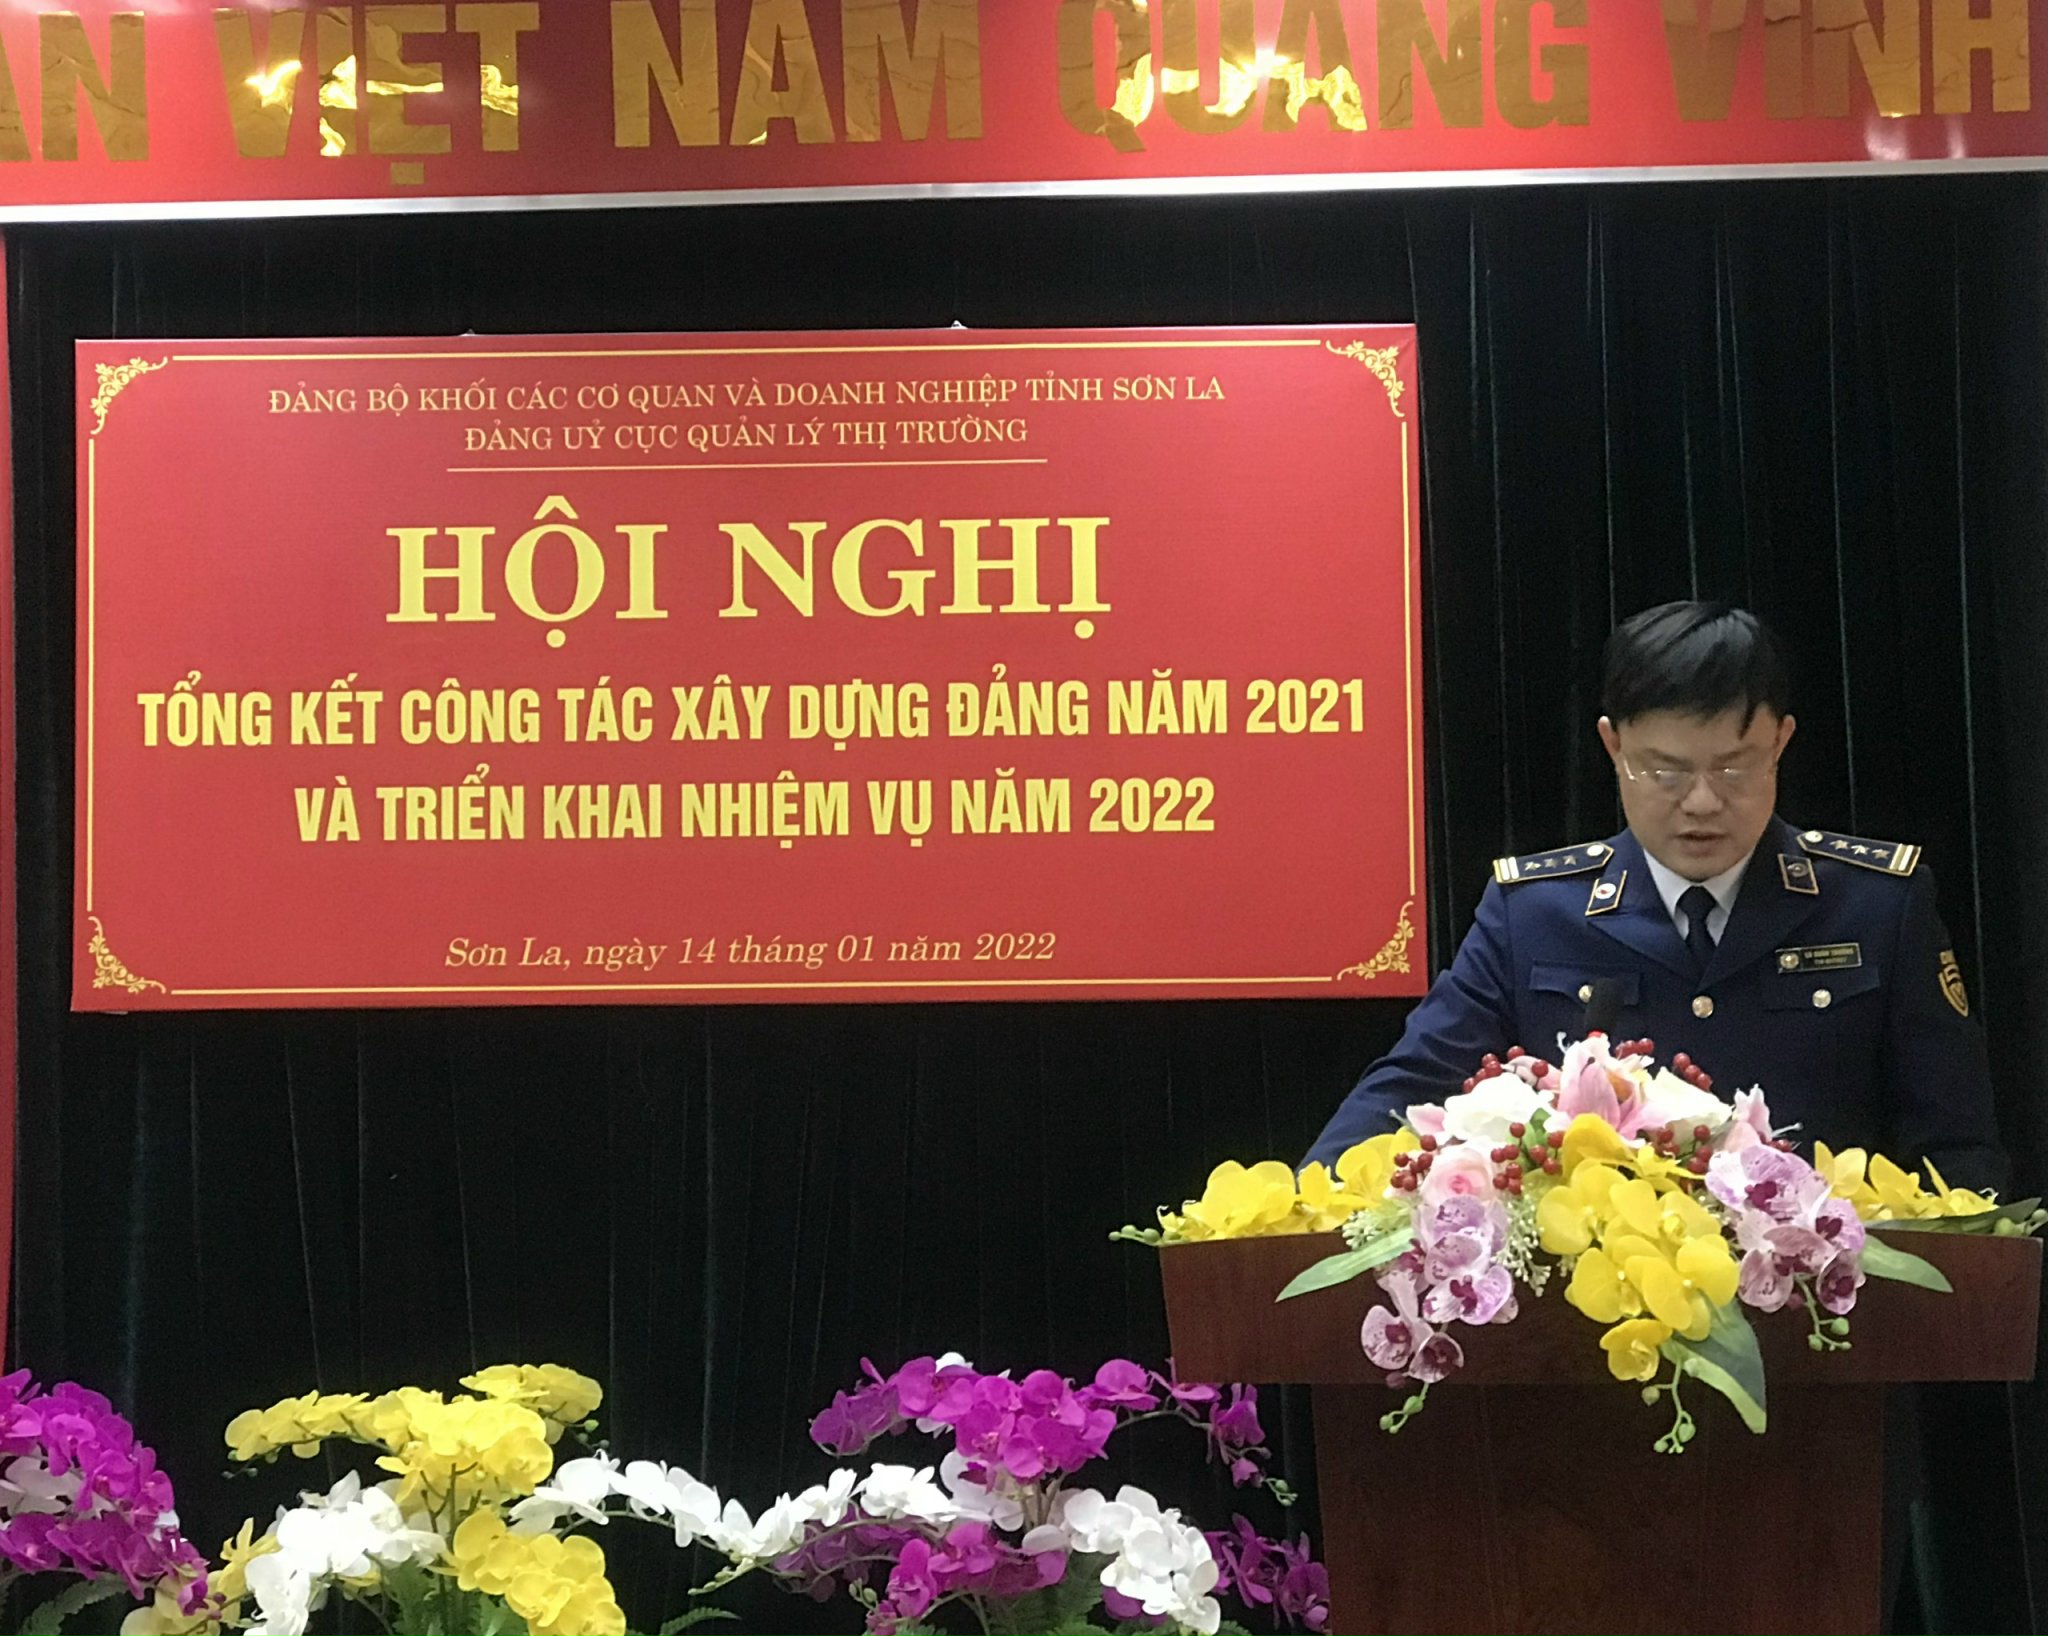 VIỆT NAM QUANG VINH
ĐẢNG BỘ KHỐI CÁC CƠ QUAN VÀ DOANH NGHIỆP TỈNH SƠN LA
ĐẢNG UỶ CỤC QUẢN LÝ THỊ TRƯỜNG
HỘI NGHỊ
TỔNG KẾT CÔNG TÁC XÂY DỰNG ĐẢNG NĂM 2021
VÀ TRIỂN KHAI NHIỆM VỤ NĂM 2022
Sơn La, ngày 14 tháng 01 năm 2022